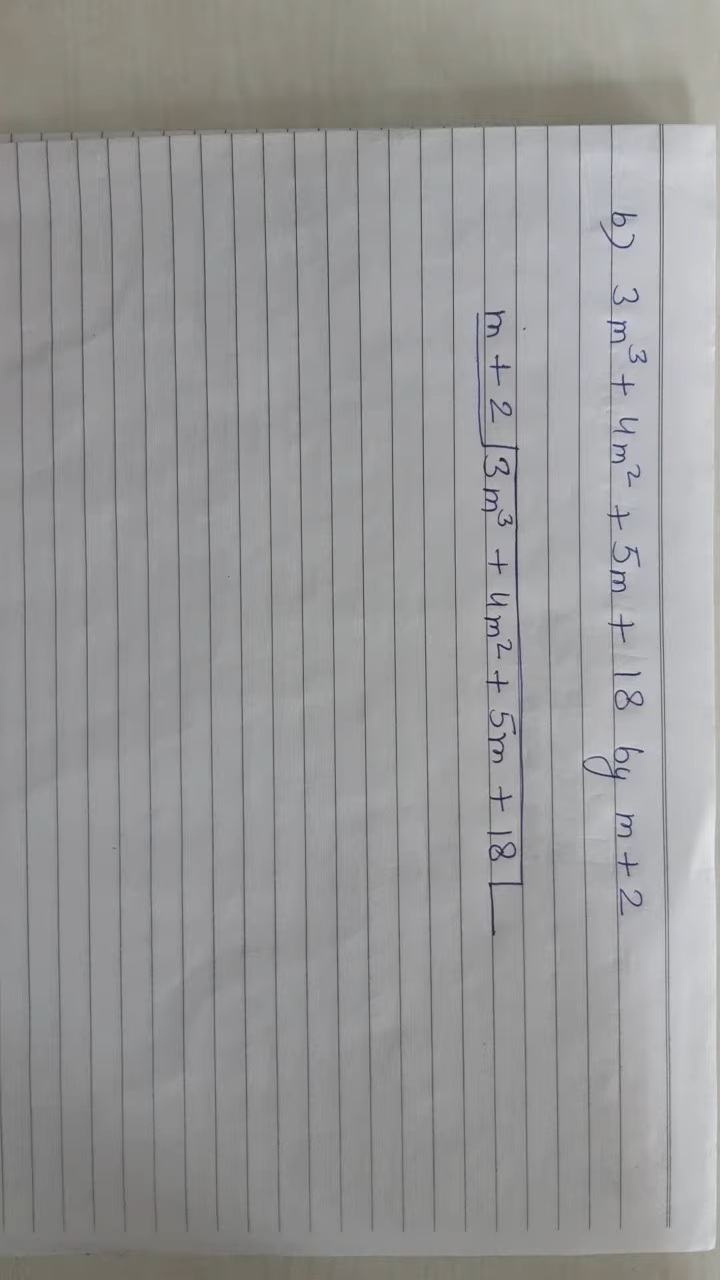 b) 3m³ + 4m² + 5m + 18 by m + 2
m + 2 3m³ + 4m² + 5m + 18